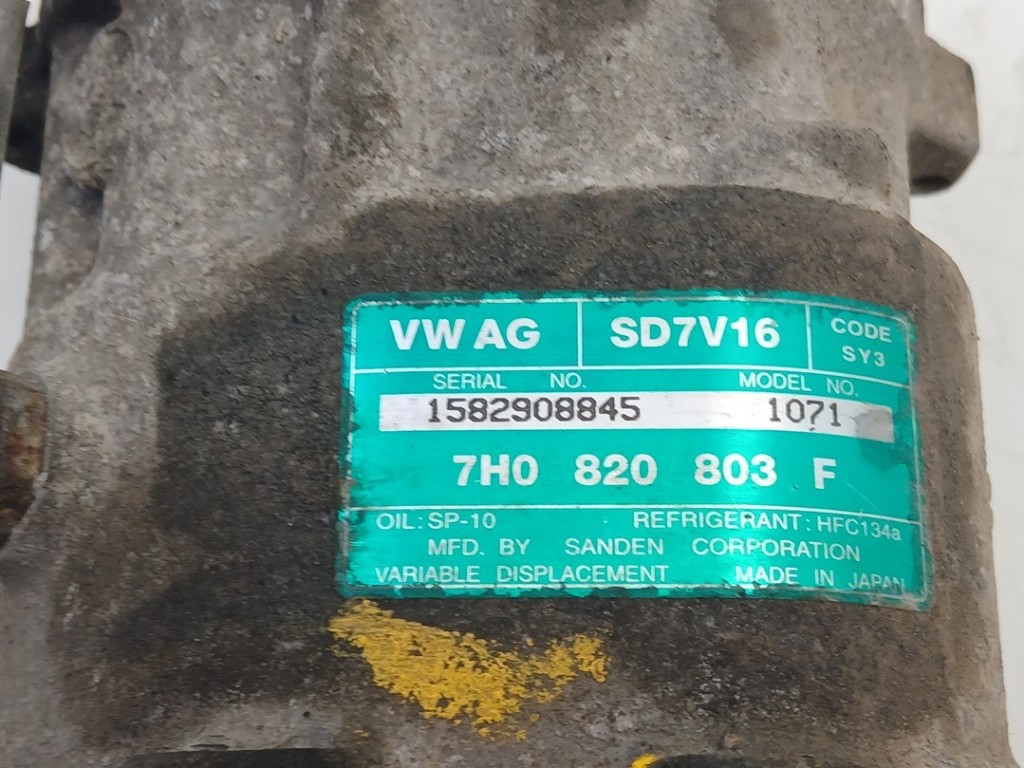 VW AG SD7V16 CODE SY3
SERIAL NO. MODEL NO.
1582908845 1071
7H0 820 803 F
OIL: SP-10 REFRIGERANT: HFC134a
MFD. BY SANDEN CORPORATION
VARIABLE DISPLACEMENT MADE IN JAPAN